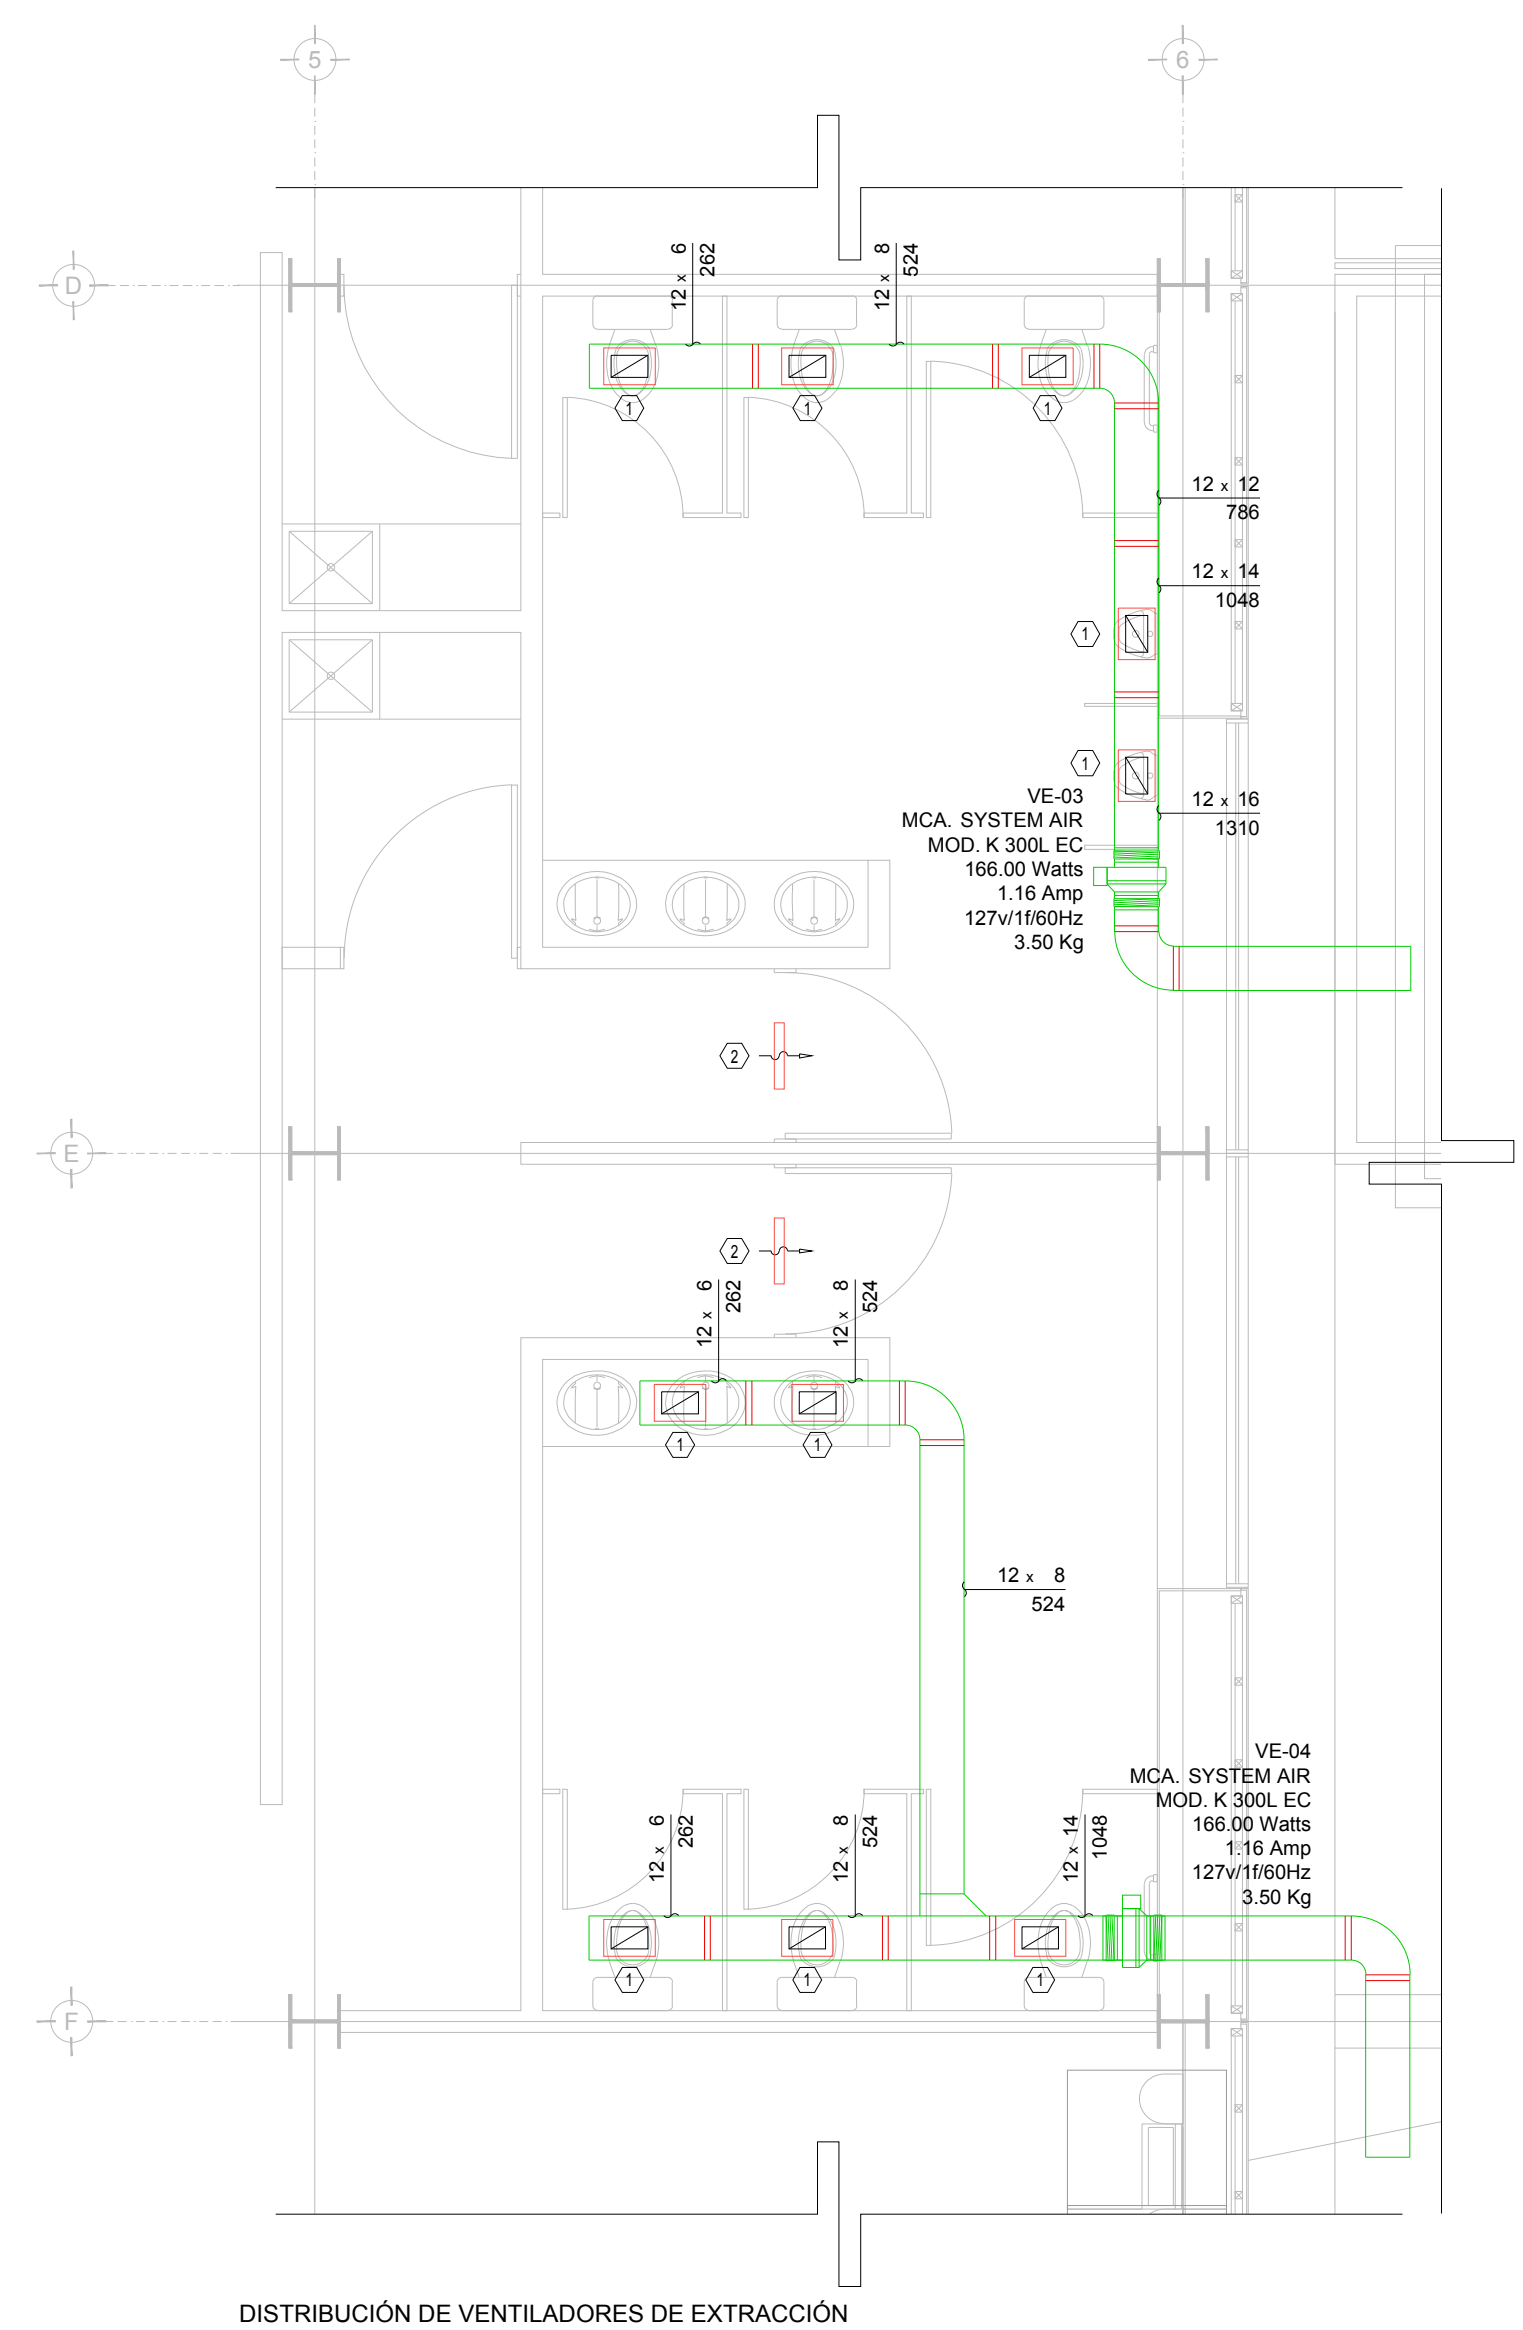 5
6
D
12 x 6
262
12 x 8
524
1
1
1
12 x 12
786
12 x 14
1048
1
1
VE-03
MCA. SYSTEM AIR
MOD. K 300L EC
166.00 Watts
1.16 Amp
127v/1f/60Hz
3.50 Kg
12 x 16
1310
2
E
2
12 x 6
262
12 x 8
524
1
1
12 x 8
524
VE-04
MCA. SYSTEM AIR
MOD. K 300L EC
166.00 Watts
1.16 Amp
127v/1f/60Hz
3.50 Kg
12 x 6
262
12 x 8
524
12 x 14
1048
1
1
1
F
DISTRIBUCIÓN DE VENTILADORES DE EXTRACCIÓN